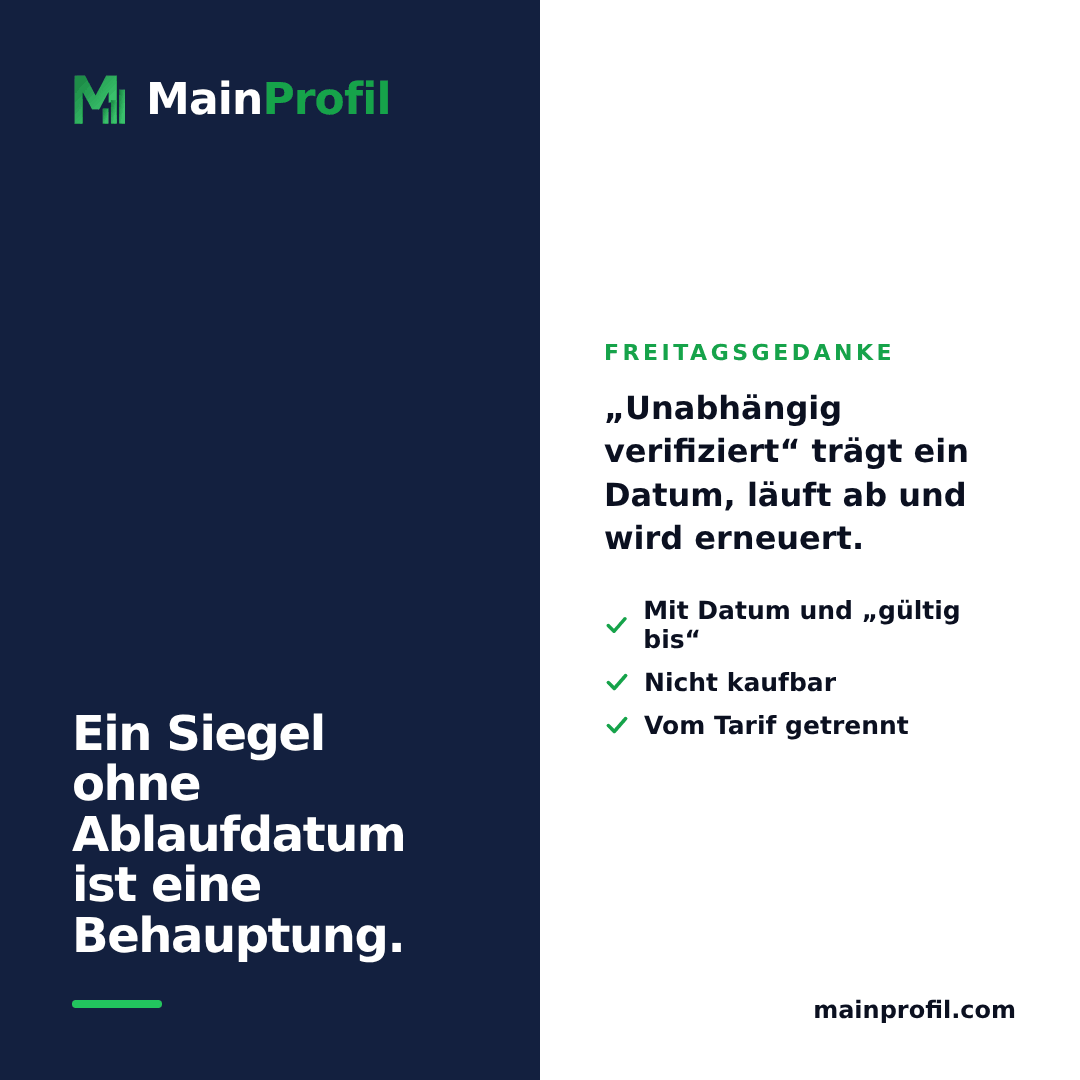 MainProfil
Ein Siegel
ohne
Ablaufdatum
ist eine
Behauptung.
FREITAGSGEDANKE
„Unabhängig
verifiziert“ trägt ein
Datum, läuft ab und
wird erneuert.
Mit Datum und „gültig
bis“
Nicht kaufbar
Vom Tarif getrennt
mainprofil.com